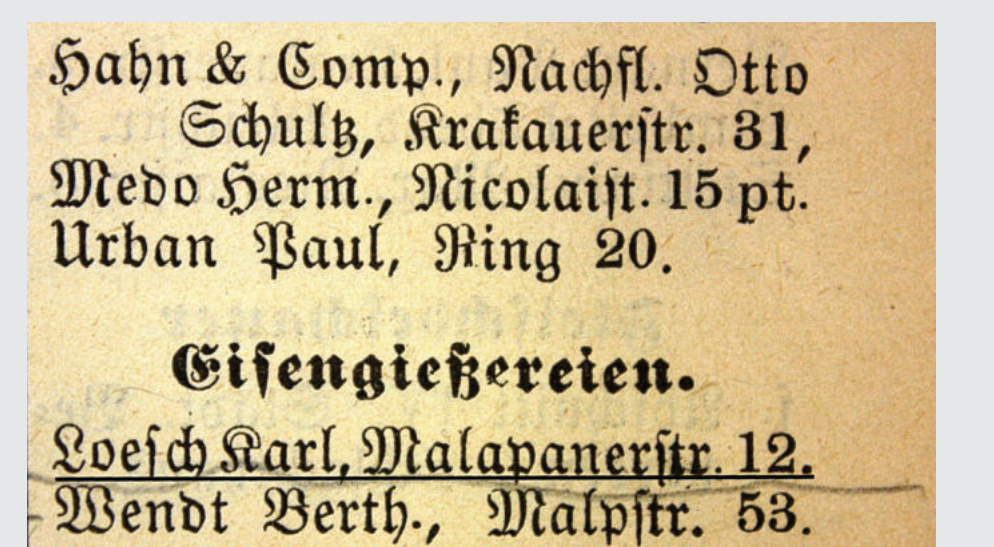 Hahn & Comp., Nachfl. Otto
Schultz, Krakauerstr. 31,
Medo Herm., Nicolaist. 15 pt.
Urban Paul, Ring 20.
Eisengießereien.
Loesch Karl, Malapanerstr. 12.
Wendt Berth., Malpstr. 53.